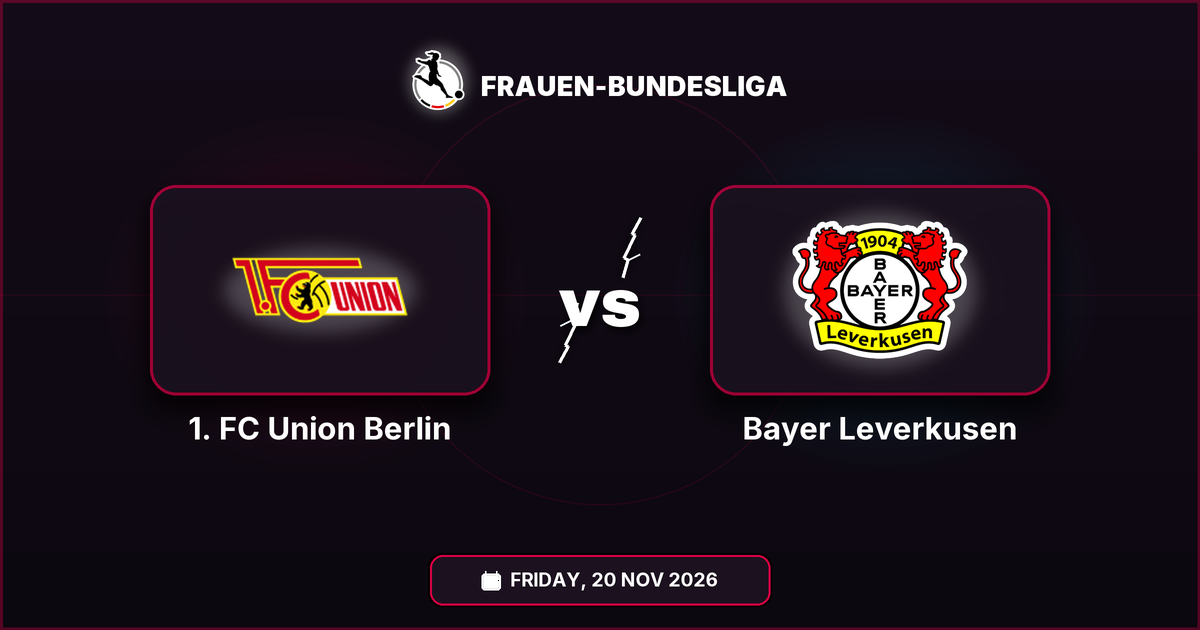 FRAUEN-BUNDESLIGA
1.FC UNION
1904
BAYER
BAYER
Leverkusen
vs
1. FC Union Berlin
Bayer Leverkusen
FRIDAY, 20 NOV 2026